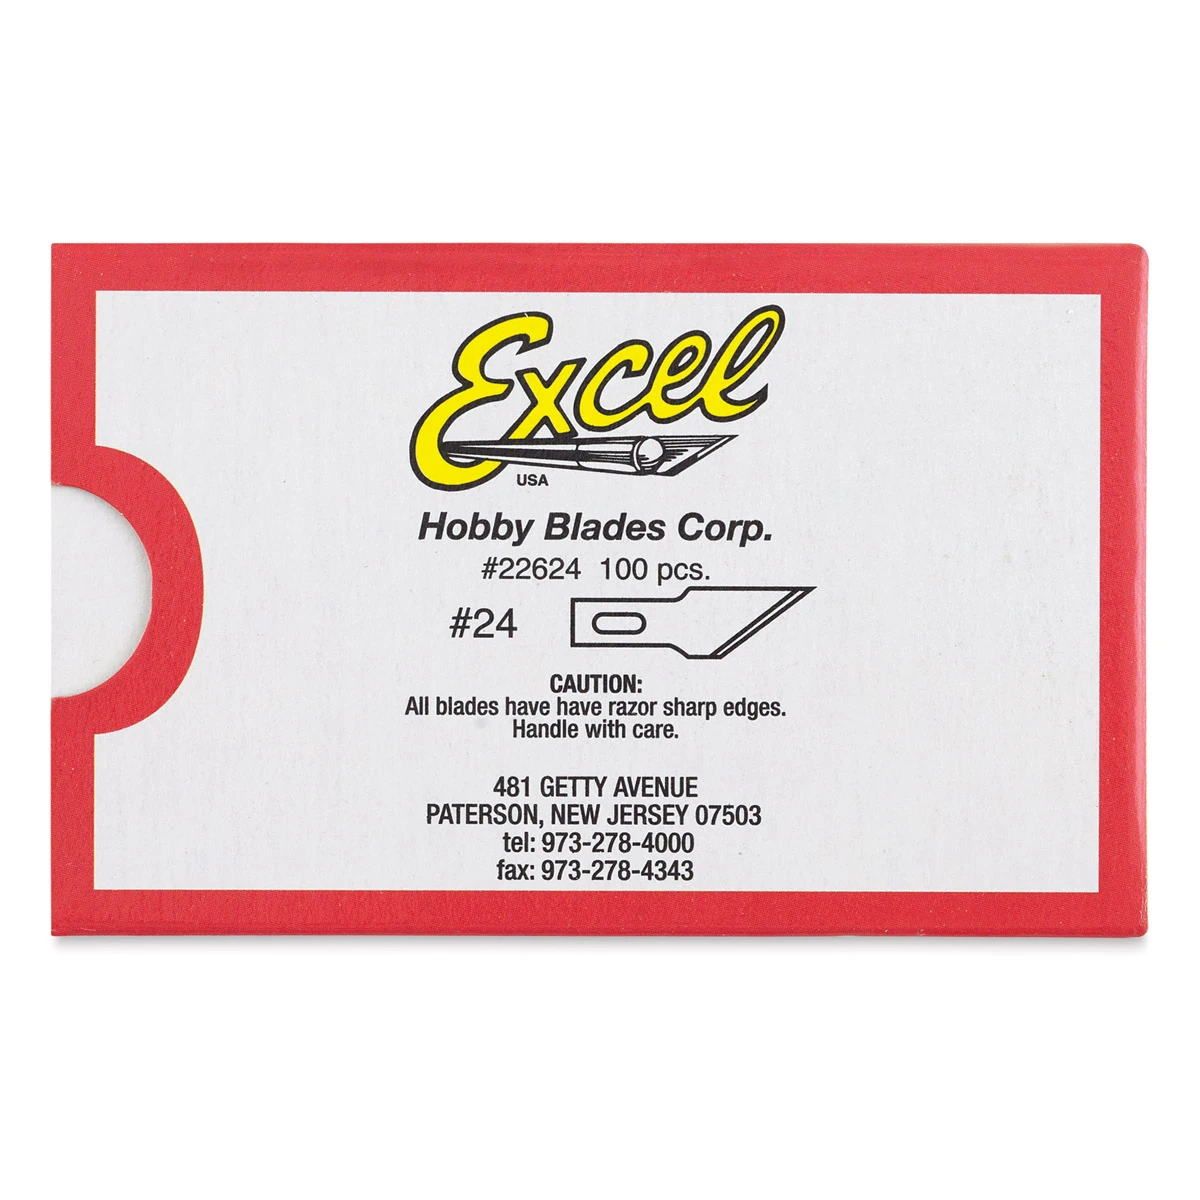 Excel
USA
Hobby Blades Corp.
#22624 100 pcs.
#24
CAUTION:
All blades have have razor sharp edges.
Handle with care.
481 GETTY AVENUE
PATERSON, NEW JERSEY 07503
tel: 973-278-4000
fax: 973-278-4343